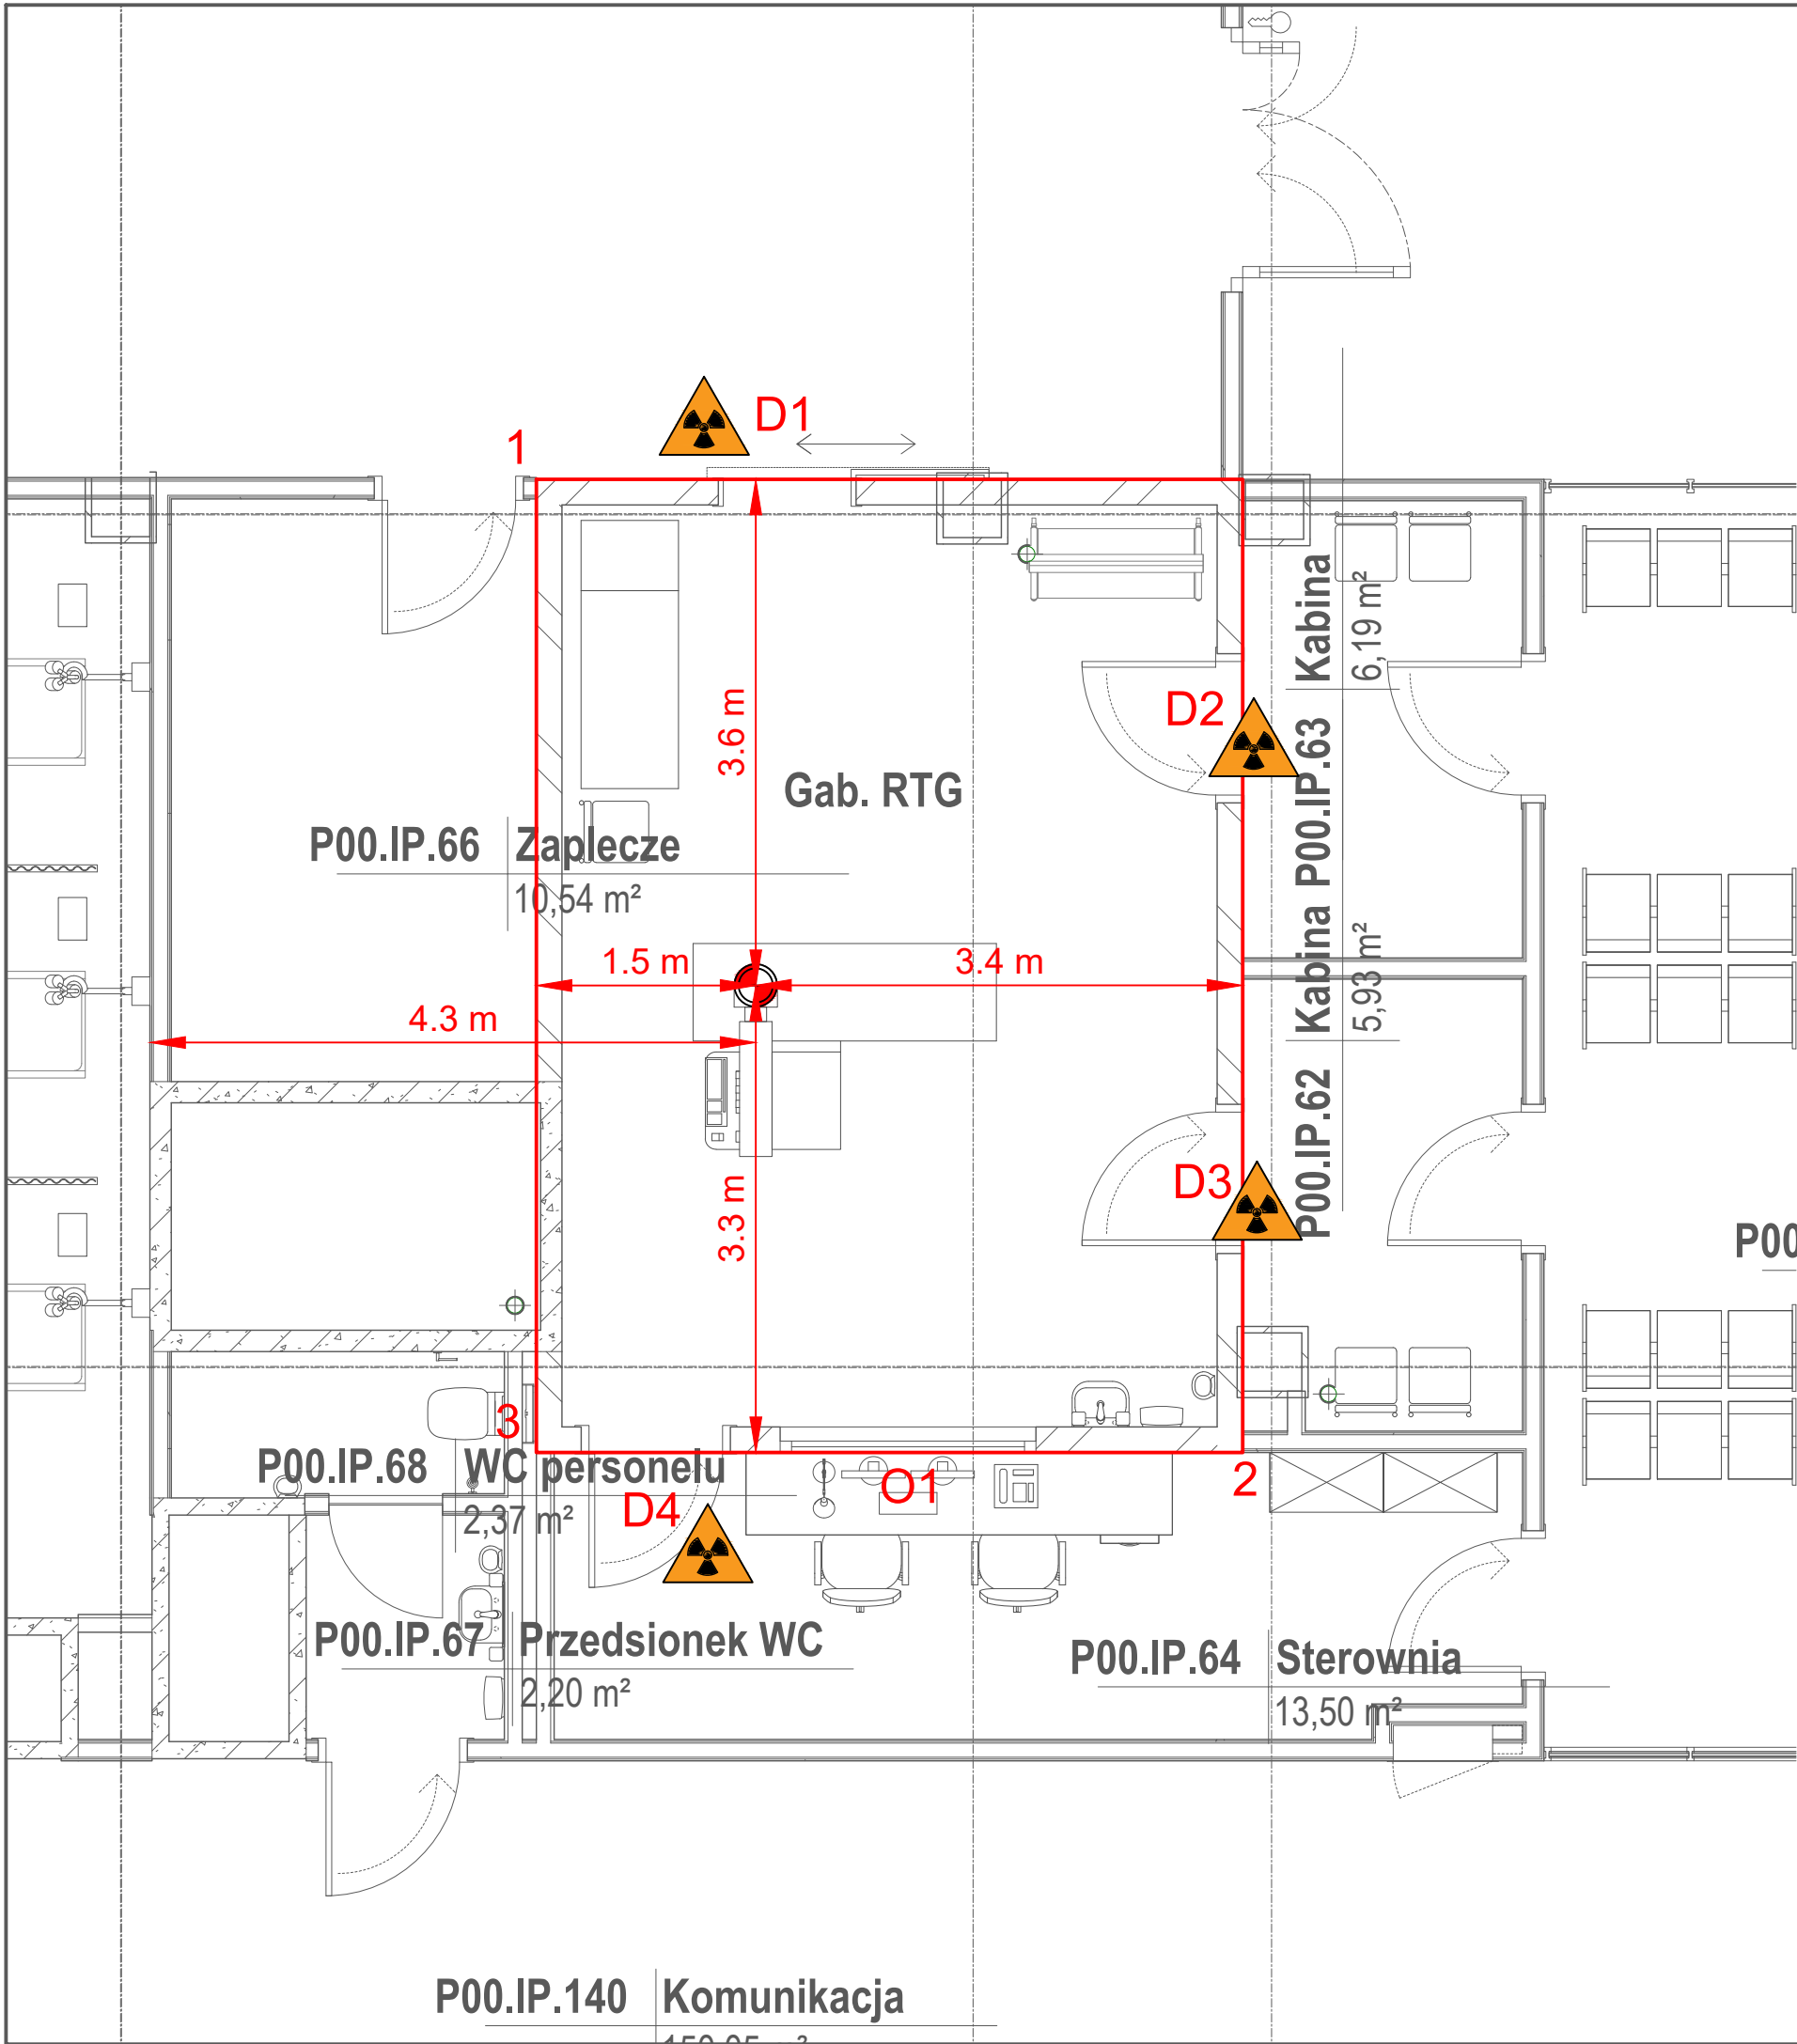 D1
1
Kabina
6,19 m²
D2
3.6 m
Gab. RTG
P00.IP.63
P00.IP.66 Zaplecze
10,54 m²
Kabina
5,93 m²
1.5 m
3.4 m
4.3 m
P00.IP.62
D3
3.3 m
P00
3
P00.IP.68 WC personelu
2,37 m²
O1
2
D4
P00.IP.67 Przedsionek WC
2,20 m²
P00.IP.64 Sterownia
13,50 m²
P00.IP.140 Komunikacja